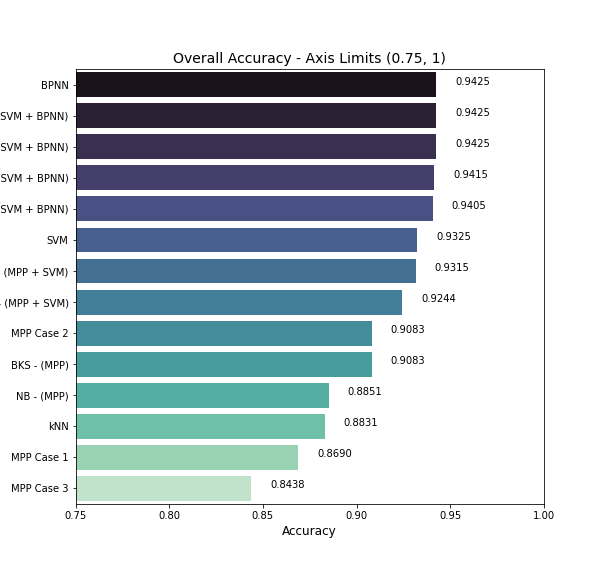 Overall Accuracy - Axis Limits (0.75, 1)
BPNN 0.9425
SVM + BPNN) 0.9425
SVM + BPNN) 0.9425
SVM + BPNN) 0.9415
SVM + BPNN) 0.9405
SVM 0.9325
(MPP + SVM) 0.9315
- (MPP + SVM) 0.9244
MPP Case 2 0.9083
BKS - (MPP) 0.9083
NB - (MPP) 0.8851
kNN 0.8831
MPP Case 1 0.8690
MPP Case 3 0.8438
0.75 0.80 0.85 0.90 0.95 1.00
Accuracy